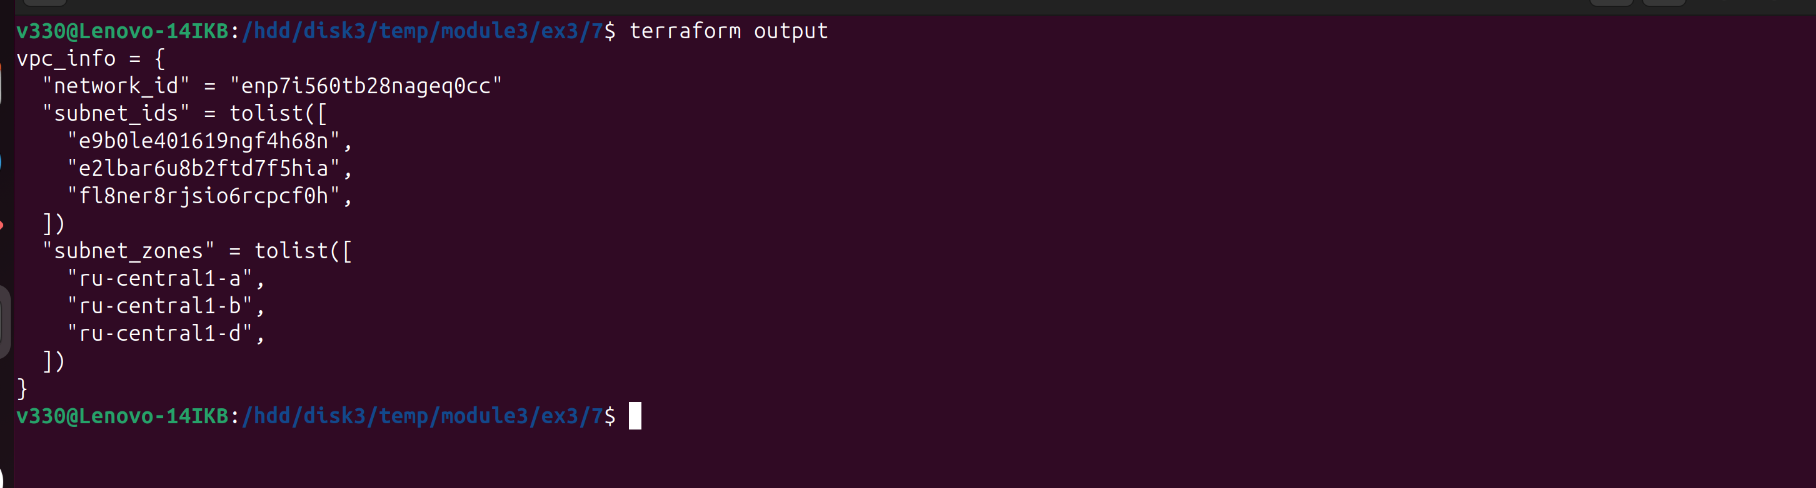 v330@Lenovo-14IKB:/hdd/disk3/temp/module3/ex3/7$ terraform output
vpc_info = {
  "network_id" = "enp7i560tb28nageq0cc"
  "subnet_ids" = tolist([
    "e9b0le401619ngf4h68n",
    "e2lbar6u8b2ftd7f5hia",
    "fl8ner8rjsio6rcpcf0h",
  ])
  "subnet_zones" = tolist([
    "ru-central1-a",
    "ru-central1-b",
    "ru-central1-d",
  ])
}
v330@Lenovo-14IKB:/hdd/disk3/temp/module3/ex3/7$